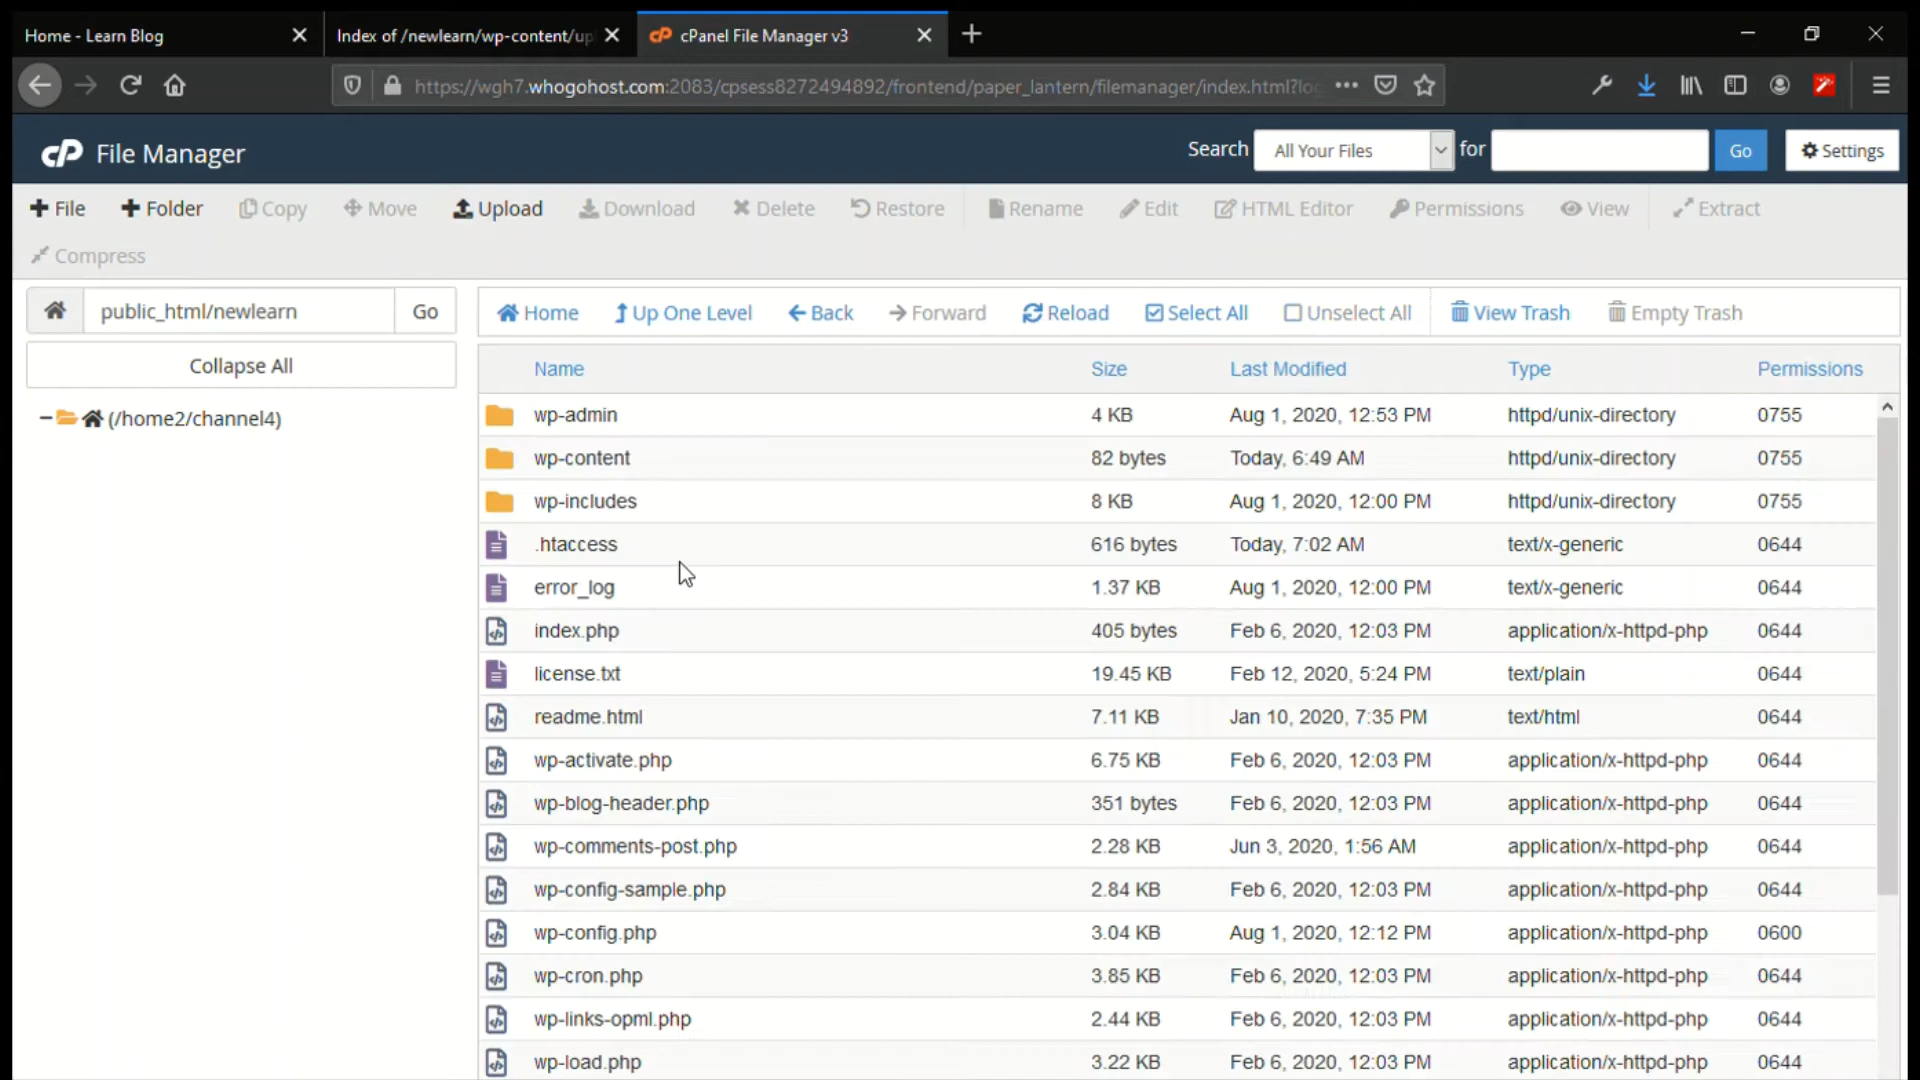 Home - Learn Blog
Index of /newlearn/wp-content/up
cPanel File Manager v3
https://wgh7.whogohost.com:2083/cpsess8272494892/frontend/paper_lantern/filemanager/index.html?lo
cP File Manager
Search All Your Files for Go Settings
File Folder Copy Move Upload Download Delete Restore Rename Edit HTML Editor Permissions View Extract
Compress
public_html/newlearn Go
Home Up One Level Back Forward Reload Select All Unselect All View Trash Empty Trash
Collapse All
(/home2/channel4)
Name Size Last Modified Type Permissions
wp-admin 4 KB Aug 1, 2020, 12:53 PM httpd/unix-directory 0755
wp-content 82 bytes Today, 6:49 AM httpd/unix-directory 0755
wp-includes 8 KB Aug 1, 2020, 12:00 PM httpd/unix-directory 0755
.htaccess 616 bytes Today, 7:02 AM text/x-generic 0644
error_log 1.37 KB Aug 1, 2020, 12:00 PM text/x-generic 0644
index.php 405 bytes Feb 6, 2020, 12:03 PM application/x-httpd-php 0644
license.txt 19.45 KB Feb 12, 2020, 5:24 PM text/plain 0644
readme.html 7.11 KB Jan 10, 2020, 7:35 PM text/html 0644
wp-activate.php 6.75 KB Feb 6, 2020, 12:03 PM application/x-httpd-php 0644
wp-blog-header.php 351 bytes Feb 6, 2020, 12:03 PM application/x-httpd-php 0644
wp-comments-post.php 2.28 KB Jun 3, 2020, 1:56 AM application/x-httpd-php 0644
wp-config-sample.php 2.84 KB Feb 6, 2020, 12:03 PM application/x-httpd-php 0644
wp-config.php 3.04 KB Aug 1, 2020, 12:12 PM application/x-httpd-php 0600
wp-cron.php 3.85 KB Feb 6, 2020, 12:03 PM application/x-httpd-php 0644
wp-links-opml.php 2.44 KB Feb 6, 2020, 12:03 PM application/x-httpd-php 0644
wp-load.php 3.22 KB Feb 6, 2020, 12:03 PM application/x-httpd-php 0644